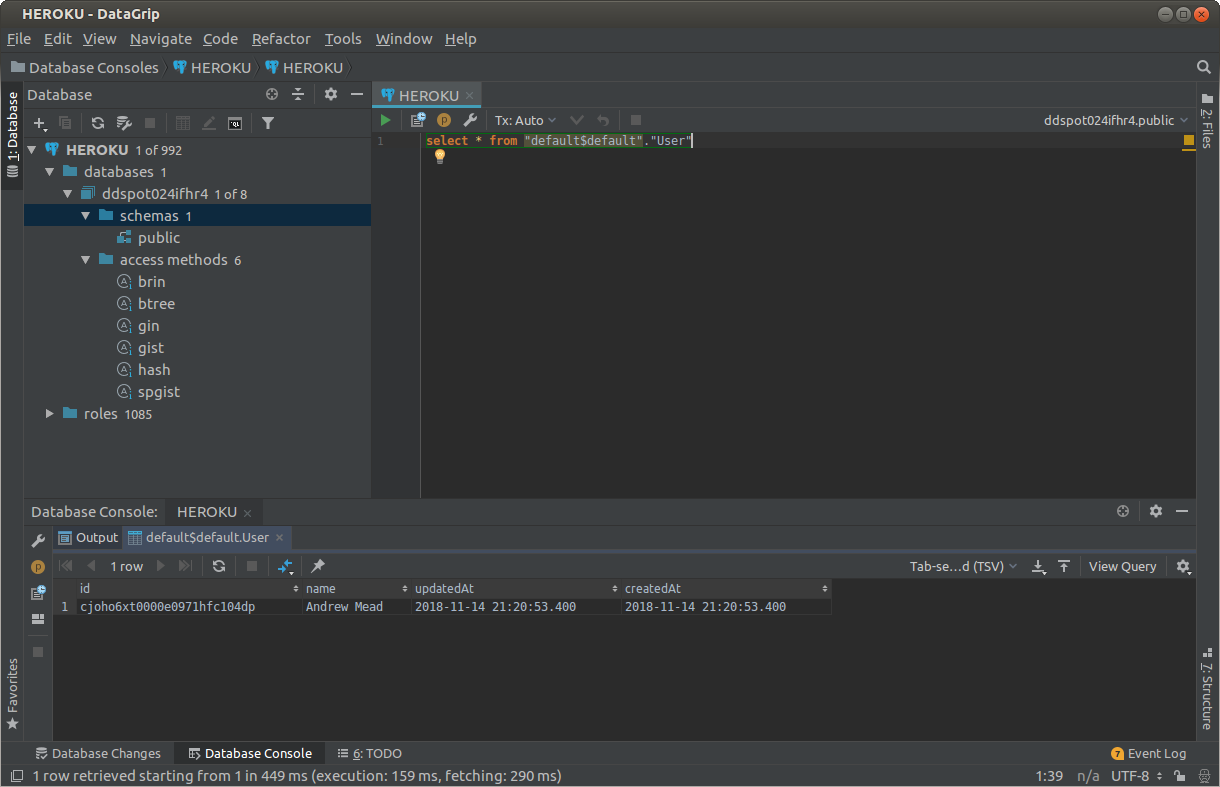 HEROKU - DataGrip
File Edit View Navigate Code Refactor Tools Window Help
Database Consoles HEROKU HEROKU
1: Database
Database
HEROKU 1 of 992
databases 1
ddspot024ifhr4 1 of 8
schemas 1
public
access methods 6
brin
btree
gin
gist
hash
spgist
roles 1085
HEROKU
Tx: Auto
ddspot024ifhr4.public
1 select * from "default$default"."User"
2: Files
Database Console: HEROKU
Output default$default.User
1 row
Tab-se...d (TSV) View Query
id name updatedAt createdAt
1 cjoho6xt0000e0971hfc104dp Andrew Mead 2018-11-14 21:20:53.400 2018-11-14 21:20:53.400
Favorites
7: Structure
Database Changes Database Console 6: TODO 7 Event Log
1 row retrieved starting from 1 in 449 ms (execution: 159 ms, fetching: 290 ms) 1:39 n/a UTF-8